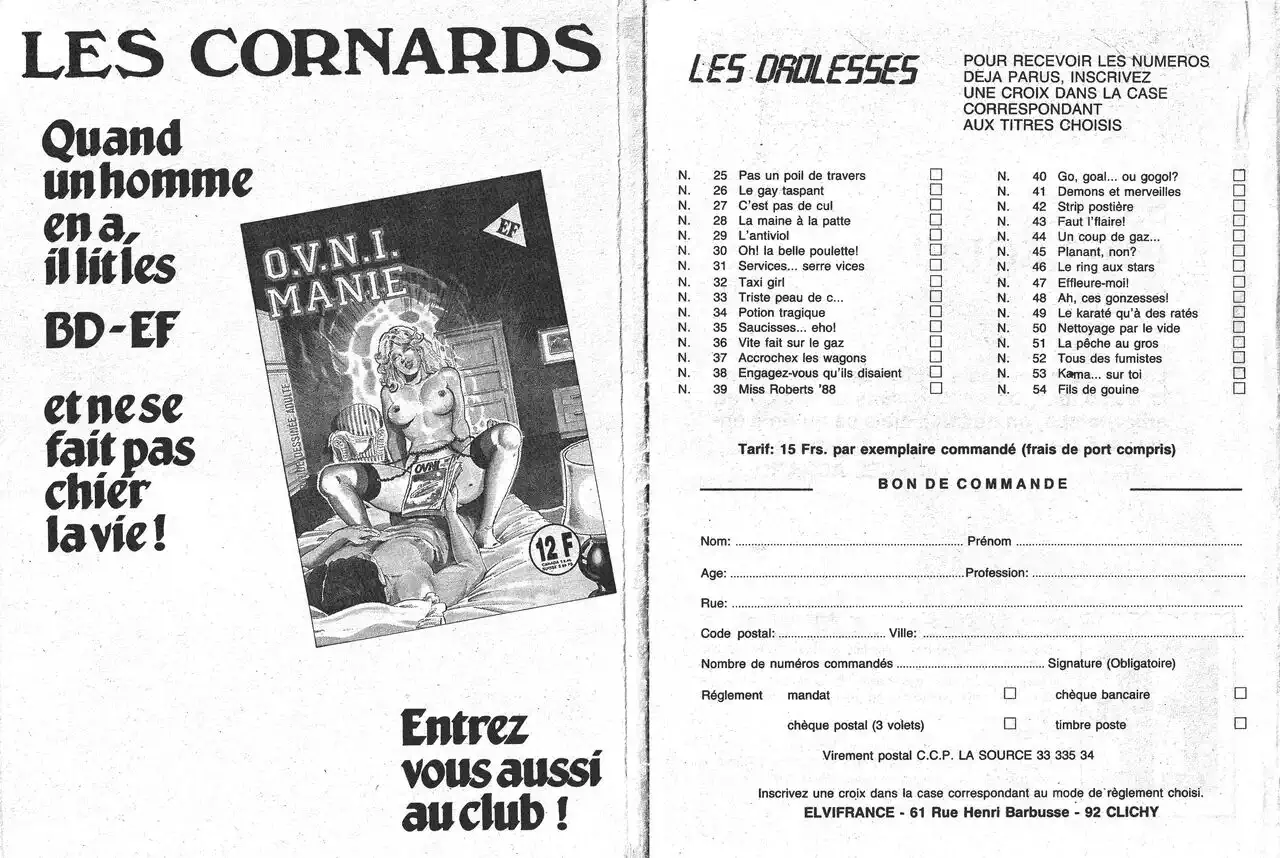 LES CORNARDS
Quand
un homme
en a,
il lit les
BD-EF
et ne se
fait pas
chier
la vie!
EF
O.V.N.I.
MANIE
BANDE DESSINÉE ADULTE
OVNI
12 F
Entrez
vous aussi
au club !
LES DROLESSES
POUR RECEVOIR LES NUMEROS
DEJA PARUS, INSCRIVEZ
UNE CROIX DANS LA CASE
CORRESPONDANT
AUX TITRES CHOISIS
N. 25 Pas un poil de travers
N. 26 Le gay taspant
N. 27 C'est pas de cul
N. 28 La maine à la patte
N. 29 L'antiviol
N. 30 Oh! la belle poulette!
N. 31 Services... serre vices
N. 32 Taxi girl
N. 33 Triste peau de c...
N. 34 Potion tragique
N. 35 Saucisses... eho!
N. 36 Vite fait sur le gaz
N. 37 Accrochex les wagons
N. 38 Engagez-vous qu'ils disaient
N. 39 Miss Roberts '88
N. 40 Go, goal... ou gogol?
N. 41 Demons et merveilles
N. 42 Strip postière
N. 43 Faut l'flaire!
N. 44 Un coup de gaz...
N. 45 Planant, non?
N. 46 Le ring aux stars
N. 47 Effleure-moi!
N. 48 Ah, ces gonzesses!
N. 49 Le karaté qu'à des ratés
N. 50 Nettoyage par le vide
N. 51 La pêche au gros
N. 52 Tous des fumistes
N. 53 Kama... sur toi
N. 54 Fils de gouine
Tarif: 15 Frs. par exemplaire commandé (frais de port compris)
BON DE COMMANDE
Nom: Prénom
Age: Profession:
Rue:
Code postal: Ville:
Nombre de numéros commandés Signature (Obligatoire)
Réglement mandat chèque bancaire
chèque postal (3 volets) timbre poste
Virement postal C.C.P. LA SOURCE 33 335 34
Inscrivez une croix dans la case correspondant au mode de règlement choisi.
ELVIFRANCE - 61 Rue Henri Barbusse - 92 CLICHY